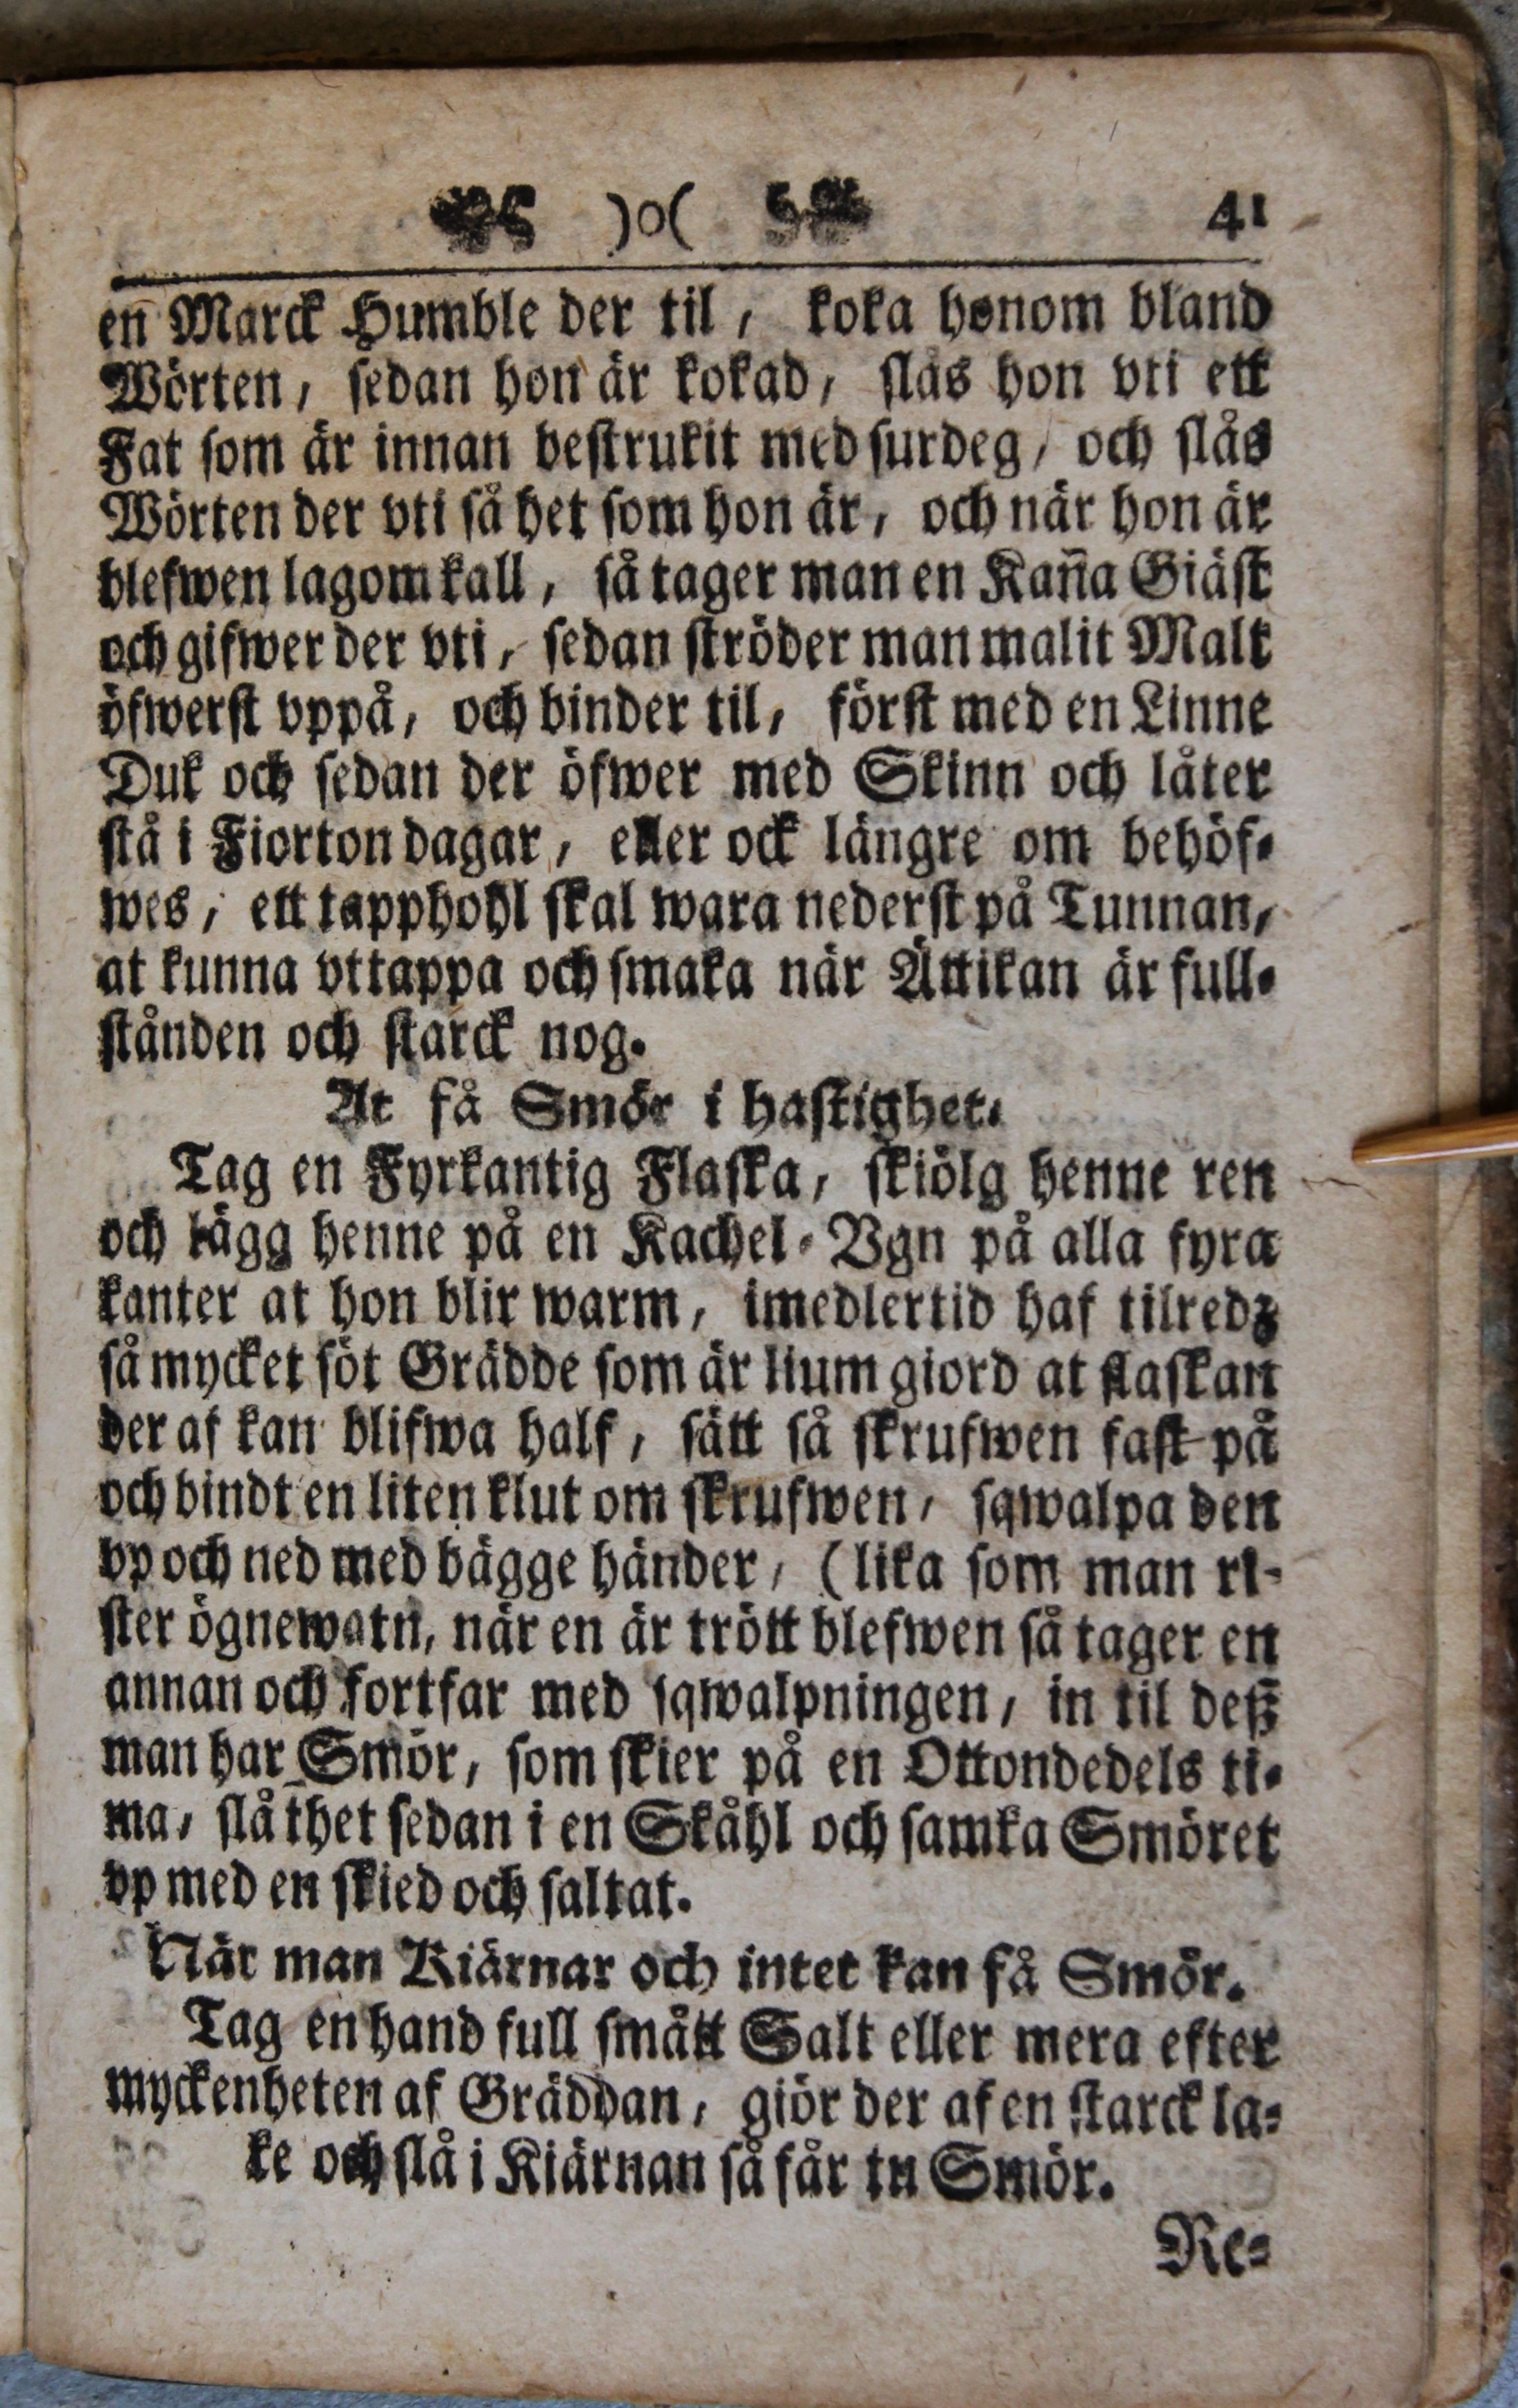 )o( 41
en Marck Humble der til, koka honom bland
Wörten, sedan hon är kokad, slås hon vti ett
Fat som är innan bestrukit med surdeg, och slås
Wörten der vti så het som hon är, och när hon är
blefwen lagom kall, så tager man en Kan̄a Giäst
och gifwer der vti, sedan ströder man malit Malt
öfwerst vppå, och binder til, först med en Linne
Duk och sedan der öfwer med Skinn och låter
stå i Fiorton dagar, eller ock längre om behöf-
wes, ett tapphohl skal wara nederst på Tunnan,
at kunna vttappa och smaka när Ättikan är full-
stånden och starck nog.
At få Smör i hastighet.
Tag en Fyrkantig Flaska, skiölg henne ren
och lägg henne på en Kachel-Vgn på alla fyra
kanter at hon blir warm, imedlertid haf tilredz
så mycket söt Grädde som är lium giord at flaskan
der af kan blifwa half, sätt så skrufwen fast på
och bindt en liten klut om skrufwen, sqwalpa den
vp och ned med bägge händer, (lika som man ri-
ster ögnewatn, när en är trött blefwen så tager en
annan och fortfar med sqwalpningen, in til deß
man har Smör, som skier på en Ottondedels ti-
ma, slå thet sedan i en Skåhl och samka Smöret
vp med en skied och saltat.
När man Kiärnar och intet kan få Smör.
Tag en hand full smått Salt eller mera efter
myckenheten af Gräddan, giör der af en starck la-
ke och slå i Kiärnan så får tu Smör.
Re-